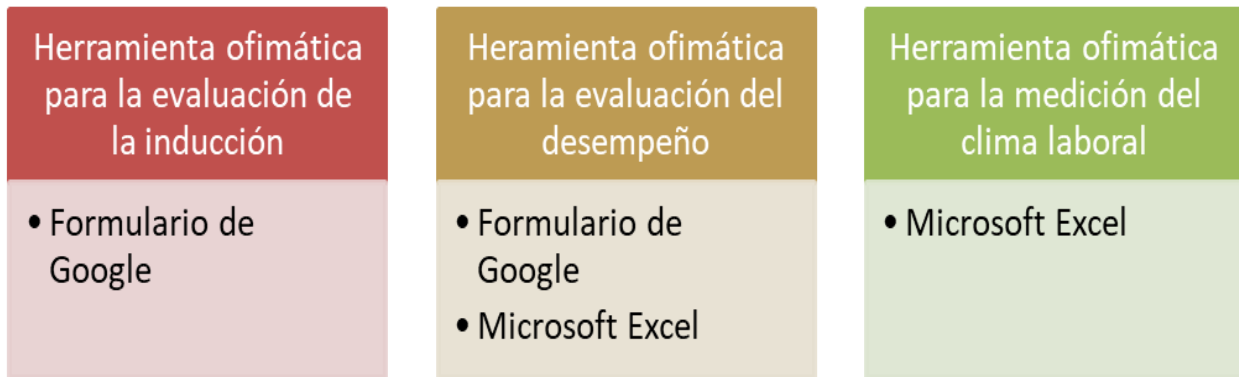 Herramienta ofimática
para la evaluación de
la inducción
• Formulario de
Google
Heramienta ofimática
para la evaluación del
desempeño
• Formulario de
Google
• Microsoft Excel
Herramienta ofimática
para la medición del
clima laboral
• Microsoft Excel